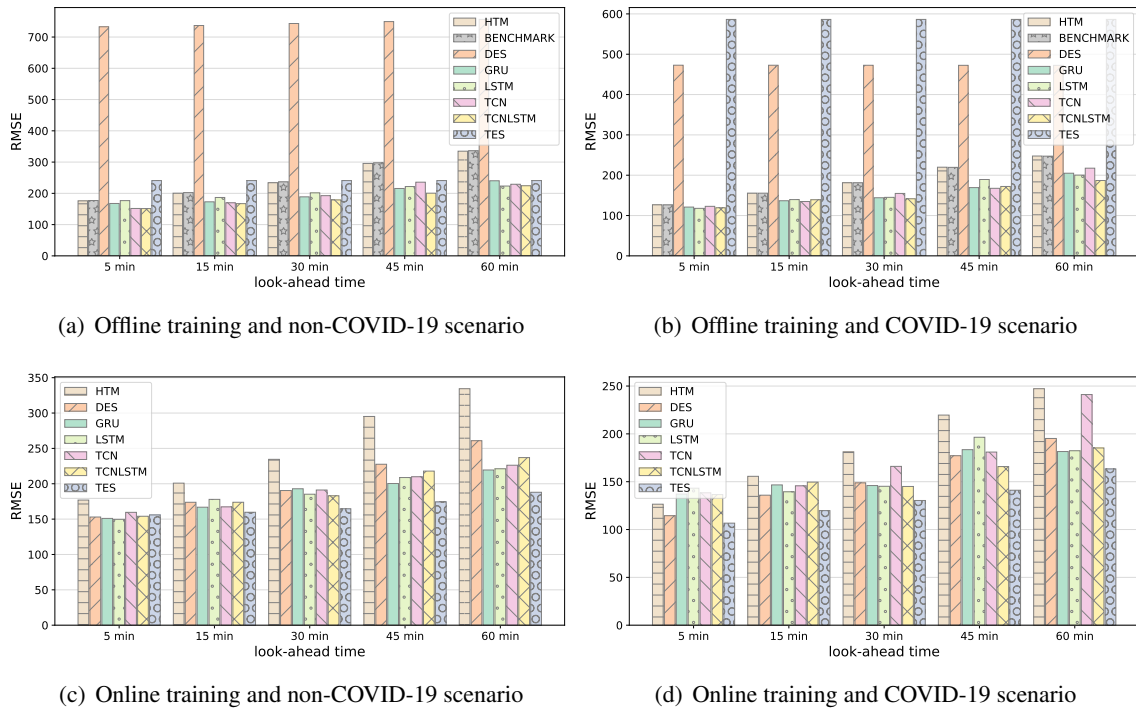 HTM
BENCHMARK
DES
GRU
LSTM
TCN
TCNLSTM
TES
RMSE
700
600
500
400
300
200
100
0
5 min 15 min 30 min 45 min 60 min
look-ahead time
(a) Offline training and non-COVID-19 scenario
HTM
BENCHMARK
DES
GRU
LSTM
TCN
TCNLSTM
TES
RMSE
600
500
400
300
200
100
0
5 min 15 min 30 min 45 min 60 min
look-ahead time
(b) Offline training and COVID-19 scenario
HTM
DES
GRU
LSTM
TCN
TCNLSTM
TES
RMSE
350
300
250
200
150
100
50
0
5 min 15 min 30 min 45 min 60 min
look-ahead time
(c) Online training and non-COVID-19 scenario
HTM
DES
GRU
LSTM
TCN
TCNLSTM
TES
RMSE
250
200
150
100
50
0
5 min 15 min 30 min 45 min 60 min
look-ahead time
(d) Online training and COVID-19 scenario